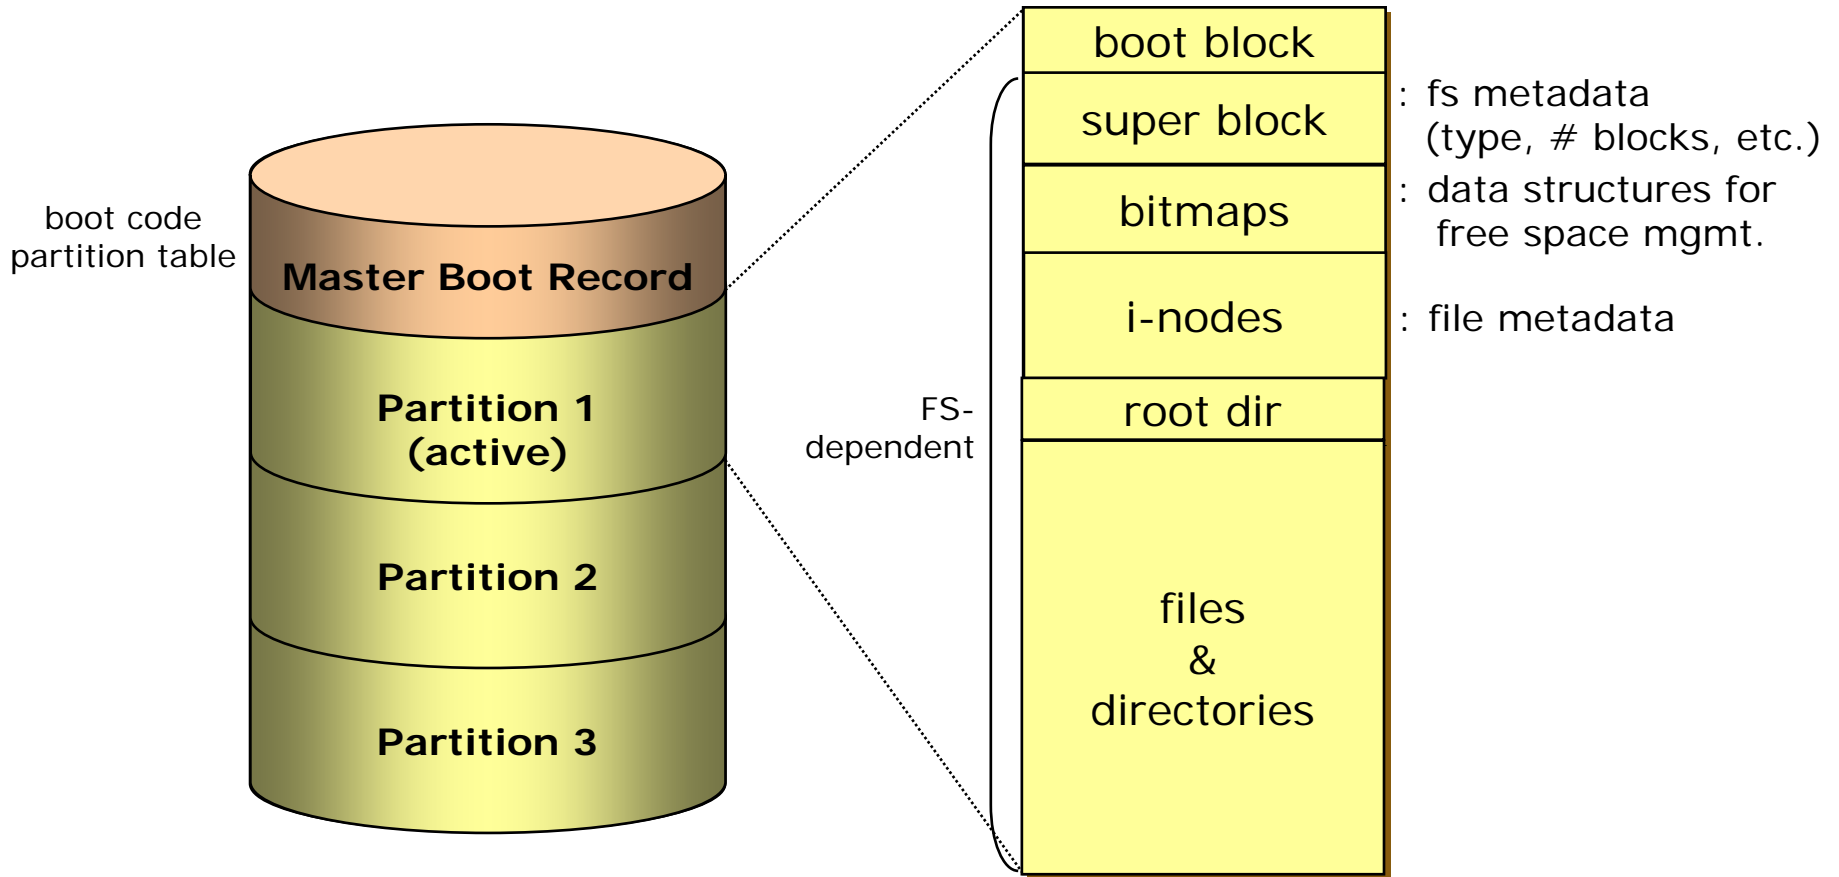 boot code
partition table
Master Boot Record
Partition 1
(active)
Partition 2
Partition 3
FS-
dependent
boot block
super block
: fs metadata
(type, # blocks, etc.)
bitmaps
: data structures for
free space mgmt.
i-nodes
: file metadata
root dir
files
&
directories